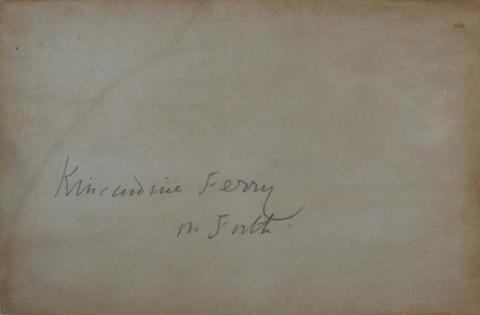 Kincardine Ferry
on Forth -